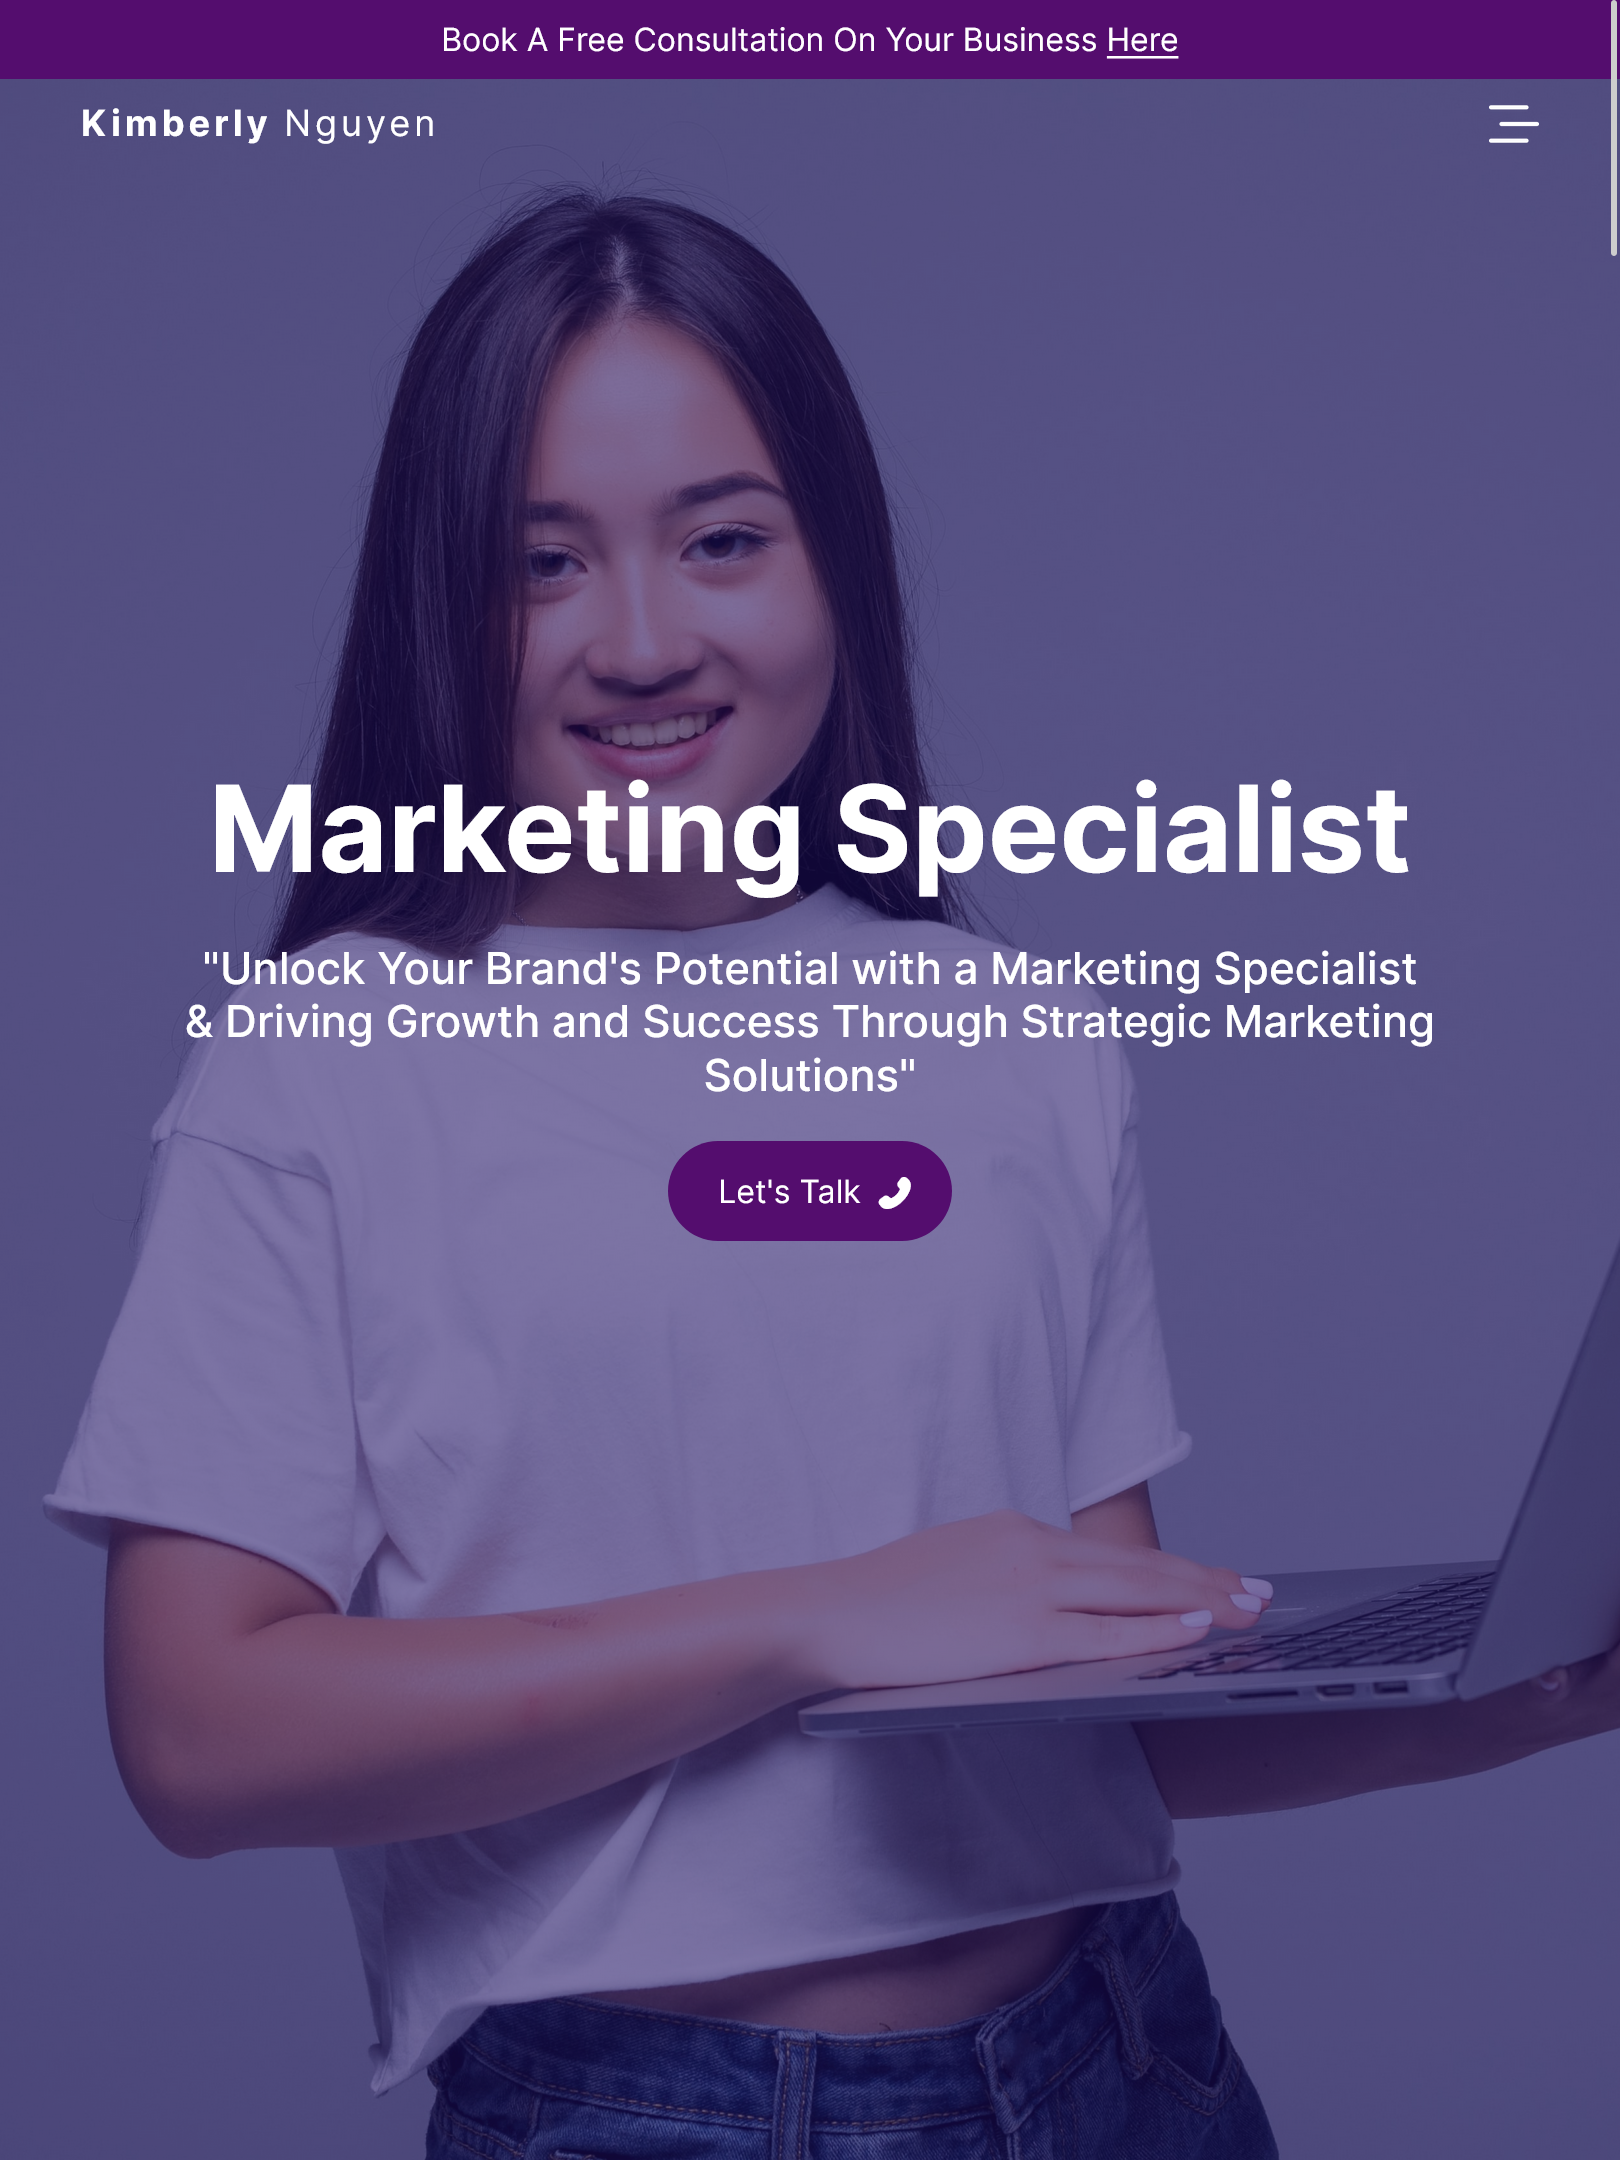 Book A Free Consultation On Your Business Here
Kimberly Nguyen
Marketing Specialist
"Unlock Your Brand's Potential with a Marketing Specialist
& Driving Growth and Success Through Strategic Marketing
Solutions"
Let's Talk